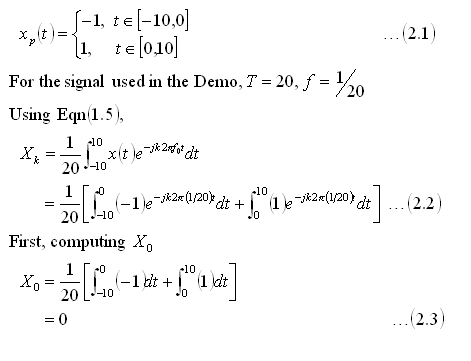 x_p(t) = { −1, t ∈ [−10,0]
1, t ∈ [0,10] …(2.1)
For the signal used in the Demo, T = 20, f = 1/20
Using Eqn(1.5),
X_k = 1/20 ∫_{−10}^{10} x(t)e^{−jk2πf_0t} dt
= 1/20 [ ∫_{−10}^{0} (−1)e^{−jk2π(1/20)t} dt + ∫_{0}^{10} (1)e^{−jk2π(1/20)t} dt ] …(2.2)
First, computing X_0
X_0 = 1/20 [ ∫_{−10}^{0} (−1)dt + ∫_{0}^{10} (1)dt ]
= 0 …(2.3)